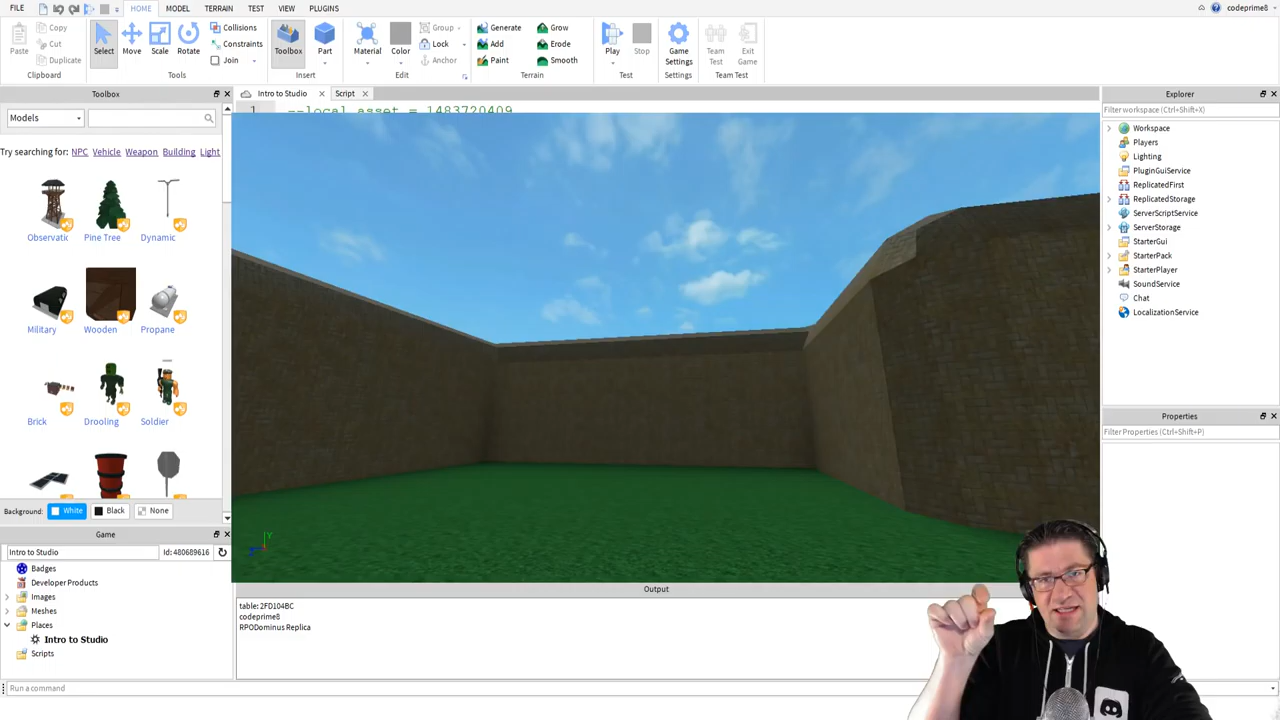 FILE HOME MODEL TERRAIN TEST VIEW PLUGINS codeprime8
Paste Copy Cut Duplicate Clipboard
Select Move Scale Rotate Collisions Constraints Join Tools
Toolbox Part Insert
Material Color Group Lock Anchor Edit
Generate Add Paint Grow Erode Smooth Terrain
Play Stop Test
Game Settings Settings
Team Test Exit Game Team Test
Toolbox
Models
Try searching for: NPC Vehicle Weapon Building Light
Observatic Pine Tree Dynamic
Military Wooden Propane
Brick Drooling Soldier
Background: White Black None
Game
Intro to Studio Id: 480689616
Badges
Developer Products
Images
Meshes
Places
Intro to Studio
Scripts
Run a command
Intro to Studio Script
1 --local asset = 1483720409
Y
Output
table: 2FD104BC
codeprime8
RPODominus Replica
Explorer
Filter workspace (Ctrl+Shift+X)
Workspace
Players
Lighting
PluginGuiService
ReplicatedFirst
ReplicatedStorage
ServerScriptService
ServerStorage
StarterGui
StarterPack
StarterPlayer
SoundService
Chat
LocalizationService
Properties
Filter Properties (Ctrl+Shift+P)